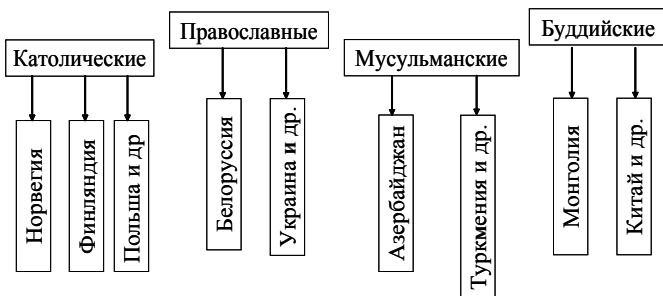 Католические
Норвегия
Финляндия
Польша и др
Православные
Белоруссия
Украина и др.
Мусульманские
Азербайджан
Туркмения и др.
Буддийские
Монголия
Китай и др.